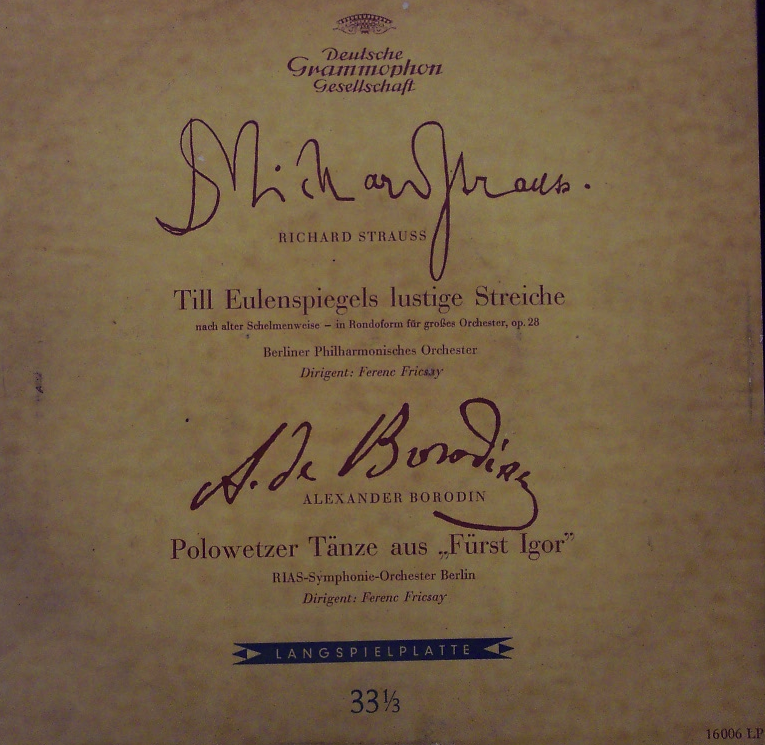 Deutsche
Grammophon
Gesellschaft
Richard Strauss.
RICHARD STRAUSS
Till Eulenspiegels lustige Streiche
nach alter Schelmenweise – in Rondoform für großes Orchester, op. 28
Berliner Philharmonisches Orchester
Dirigent: Ferenc Fricsay
A. de Borodine
ALEXANDER BORODIN
Polowetzer Tänze aus „Fürst Igor”
RIAS-Symphonie-Orchester Berlin
Dirigent: Ferenc Fricsay
LANGSPIELPLATTE
33⅓
16006 LP